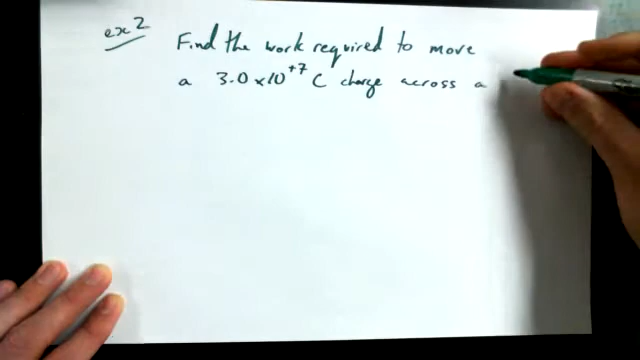 ex 2
Find the work required to move
a 3.0 x 10⁺⁷ C charge across a